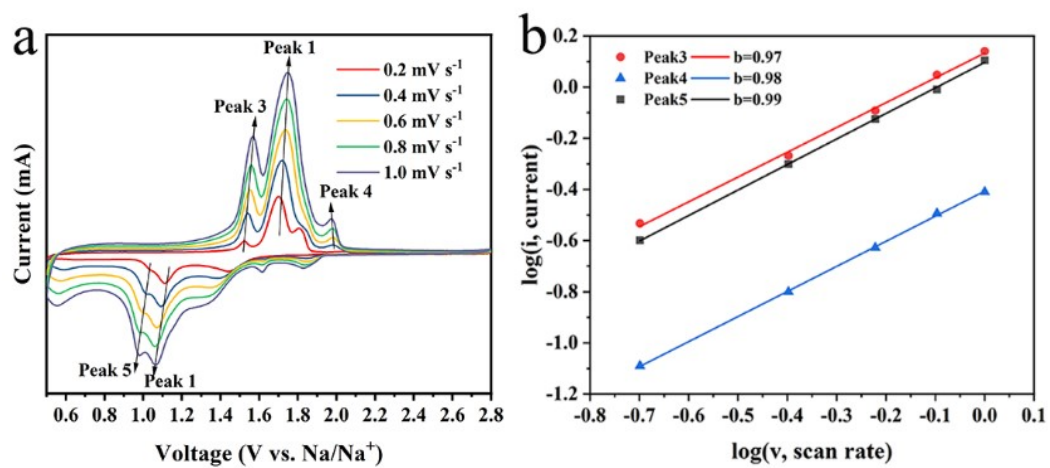 a
Peak 1
Peak 3
Peak 4
0.2 mV s⁻¹
0.4 mV s⁻¹
0.6 mV s⁻¹
0.8 mV s⁻¹
1.0 mV s⁻¹
Peak 5
Peak 1
Current (mA)
0.6 0.8 1.0 1.2 1.4 1.6 1.8 2.0 2.2 2.4 2.6 2.8
Voltage (V vs. Na/Na⁺)
b
Peak3 b=0.97
Peak4 b=0.98
Peak5 b=0.99
log(i, current)
0.2
0.0
-0.2
-0.4
-0.6
-0.8
-1.0
-1.2
-0.8 -0.7 -0.6 -0.5 -0.4 -0.3 -0.2 -0.1 0.0 0.1
log(v, scan rate)